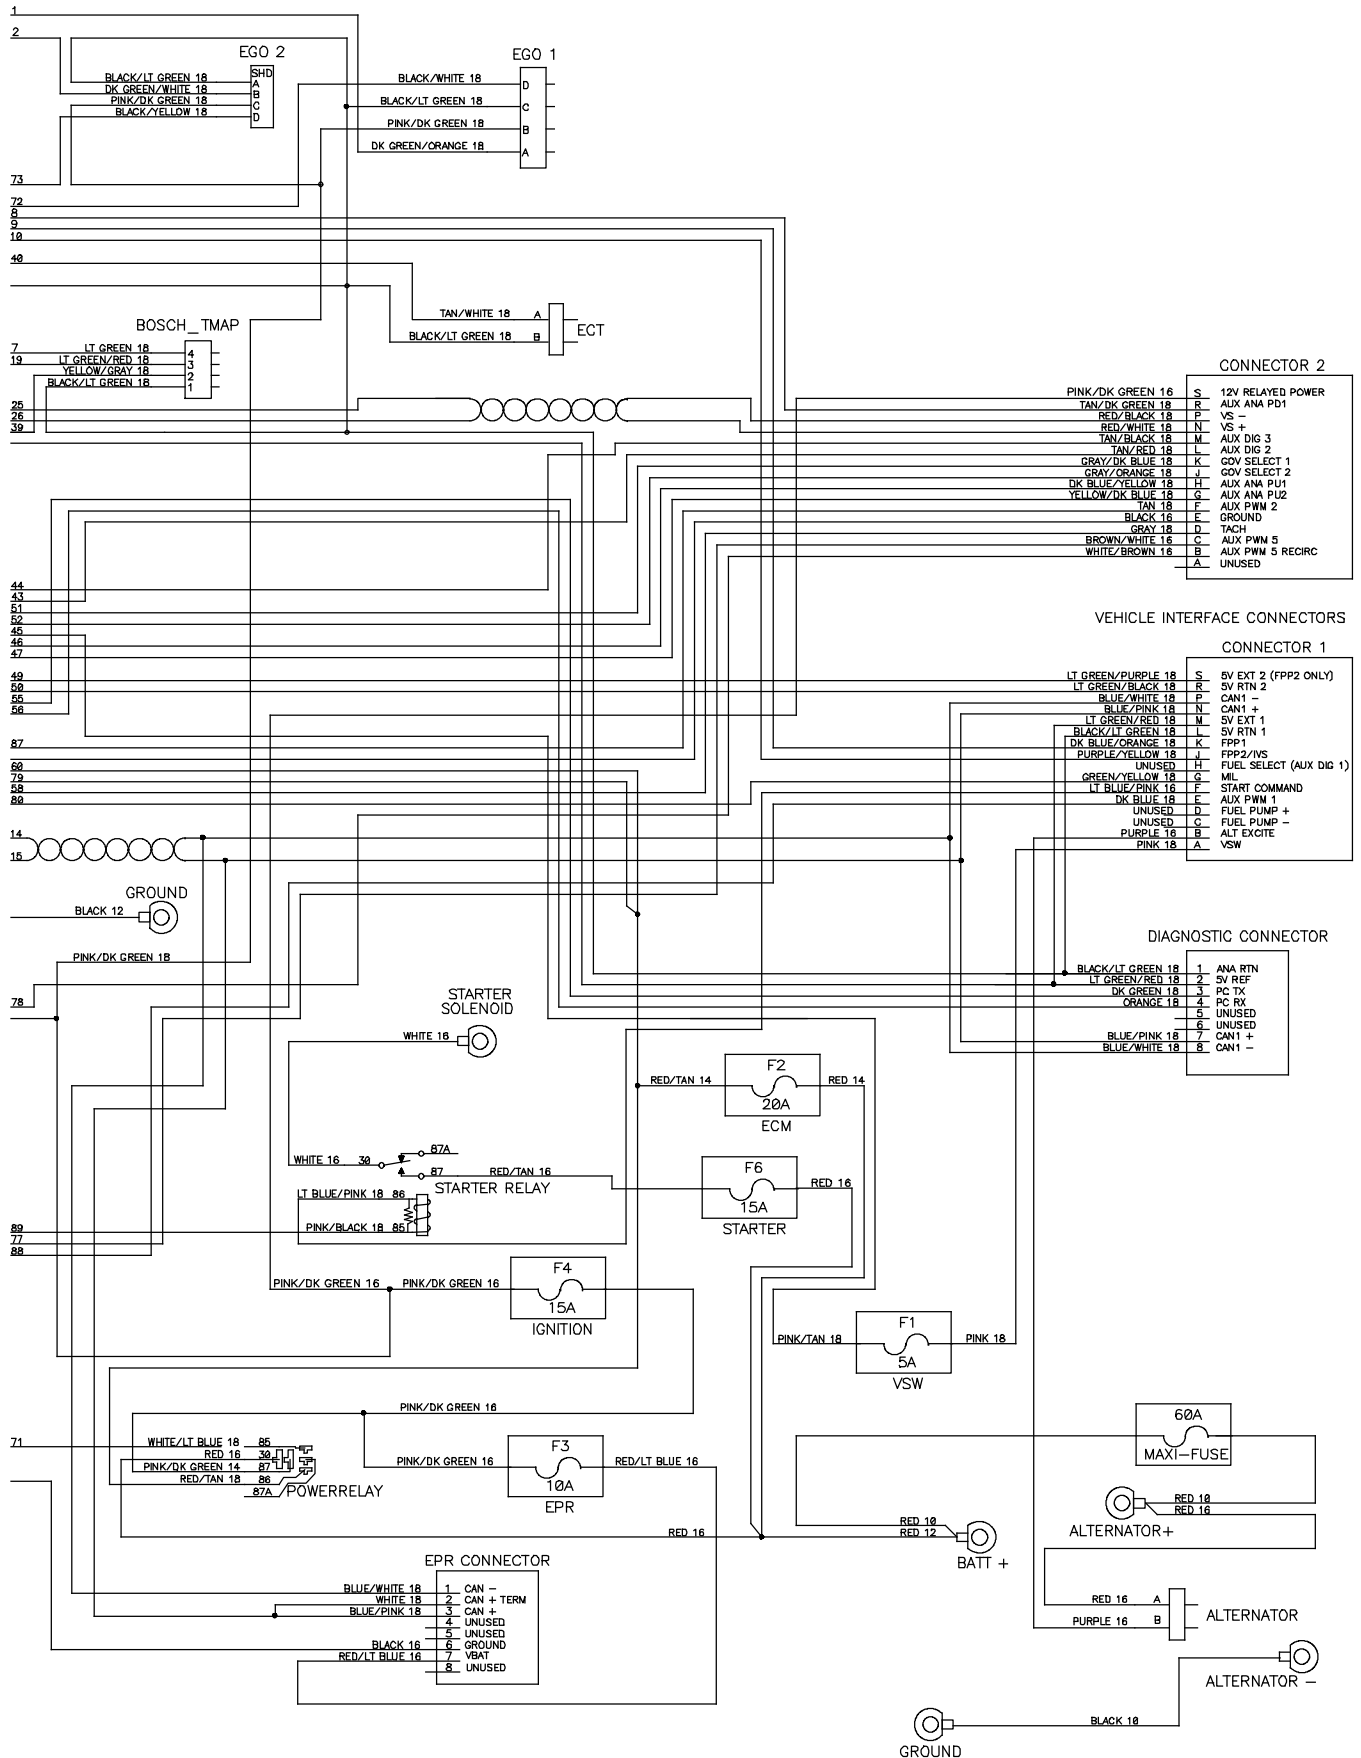 1
2
EGO 2
EGO 1
SHD
BLACK/LT GREEN 18 A
DK GREEN/WHITE 18 B
PINK/DK GREEN 18 C
BLACK/YELLOW 18 D
BLACK/WHITE 18 D
BLACK/LT GREEN 18 C
PINK/DK GREEN 18 B
DK GREEN/ORANGE 18 A
73
72
8
9
10
40
TAN/WHITE 18 A
BLACK/LT GREEN 18 B
ECT
BOSCH_TMAP
7 LT GREEN 18 4
19 LT GREEN/RED 18 3
YELLOW/GRAY 18 2
BLACK/LT GREEN 18 1
25
26
39
CONNECTOR 2
PINK/DK GREEN 16 S 12V RELAYED POWER
TAN/DK GREEN 18 R AUX ANA PD1
RED/BLACK 18 P VS -
RED/WHITE 18 N VS +
TAN/BLACK 18 M AUX DIG 3
TAN/RED 18 L AUX DIG 2
GRAY/DK BLUE 18 K GOV SELECT 1
GRAY/ORANGE 18 J GOV SELECT 2
DK BLUE/YELLOW 18 H AUX ANA PU1
YELLOW/DK BLUE 18 G AUX ANA PU2
TAN 18 F AUX PWM 2
BLACK 16 E GROUND
GRAY 18 D TACH
BROWN/WHITE 16 C AUX PWM 5
WHITE/BROWN 16 B AUX PWM 5 RECIRC
A UNUSED
44
43
51
52
45
46
47
49
50
55
56
87
60
79
58
80
14
15
VEHICLE INTERFACE CONNECTORS
CONNECTOR 1
LT GREEN/PURPLE 18 S 5V EXT 2 (FPP2 ONLY)
LT GREEN/BLACK 18 R 5V RTN 2
BLUE/WHITE 18 P CAN1 -
BLUE/PINK 18 N CAN1 +
LT GREEN/RED 18 M 5V EXT 1
BLACK/LT GREEN 18 L 5V RTN 1
DK BLUE/ORANGE 18 K FPP1
PURPLE/YELLOW 18 J FPP2/IVS
UNUSED H FUEL SELECT (AUX DIG 1)
GREEN/YELLOW 18 G MIL
LT BLUE/PINK 16 F START COMMAND
DK BLUE 18 E AUX PWM 1
UNUSED D FUEL PUMP +
UNUSED C FUEL PUMP -
PURPLE 16 B ALT EXCITE
PINK 18 A VSW
GROUND
BLACK 12
PINK/DK GREEN 18
78
DIAGNOSTIC CONNECTOR
BLACK/LT GREEN 18 1 ANA RTN
LT GREEN/RED 18 2 5V REF
DK GREEN 18 3 PC TX
ORANGE 18 4 PC RX
5 UNUSED
6 UNUSED
BLUE/PINK 18 7 CAN1 +
BLUE/WHITE 18 8 CAN1 -
STARTER
SOLENOID
WHITE 16
RED/TAN 14 F2 RED 14
20A
ECM
WHITE 16 30 87A
87 RED/TAN 16
STARTER RELAY
LT BLUE/PINK 18 86
PINK/BLACK 18 85
F6 RED 16
15A
STARTER
89
77
88
PINK/DK GREEN 16 PINK/DK GREEN 16 F4
15A
IGNITION
PINK/TAN 18 F1 PINK 18
5A
VSW
PINK/DK GREEN 16
71 WHITE/LT BLUE 18 85
RED 16 30
PINK/DK GREEN 14 87
RED/TAN 18 86
87A POWERRELAY
PINK/DK GREEN 16 F3 RED/LT BLUE 16
10A
EPR
60A
MAXI-FUSE
RED 10
RED 16
ALTERNATOR+
RED 16
RED 10
RED 12
BATT +
EPR CONNECTOR
BLUE/WHITE 18 1 CAN -
WHITE 18 2 CAN + TERM
BLUE/PINK 18 3 CAN +
4 UNUSED
5 UNUSED
BLACK 16 6 GROUND
RED/LT BLUE 16 7 VBAT
8 UNUSED
RED 16 A
PURPLE 16 B
ALTERNATOR
ALTERNATOR -
BLACK 10
GROUND